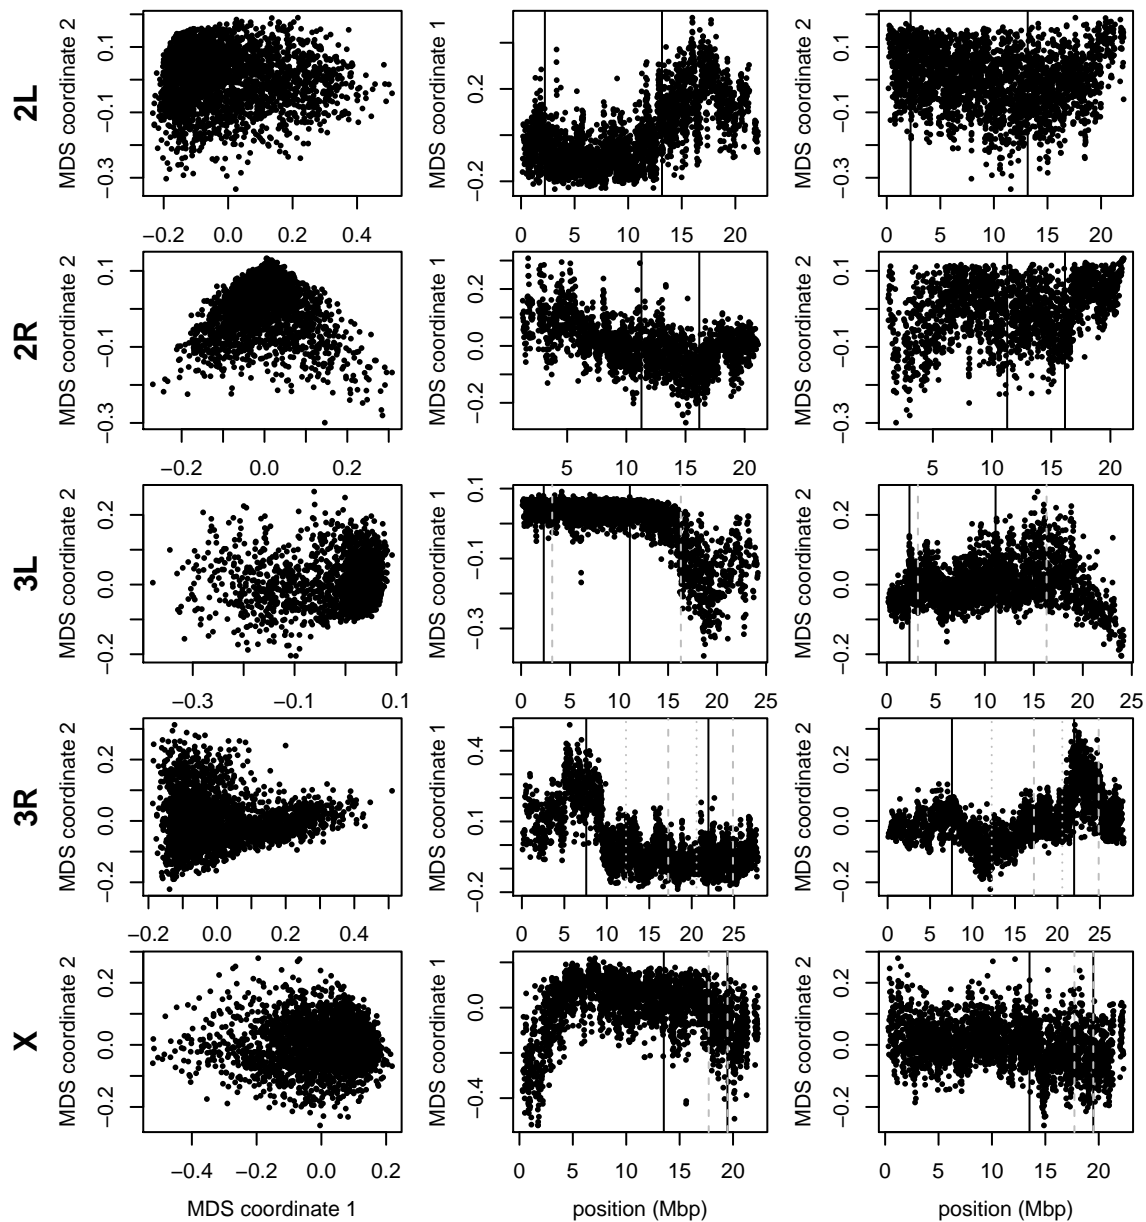 2L
MDS coordinate 2
−0.3 −0.1 0.1
−0.2 0.0 0.2 0.4
MDS coordinate 1
−0.2 0.2
0 5 10 15 20
MDS coordinate 2
−0.3 −0.1 0.1
0 5 10 15 20
2R
MDS coordinate 2
−0.3 −0.1 0.1
−0.2 0.0 0.2
MDS coordinate 1
−0.2 0.0 0.2
5 10 15 20
MDS coordinate 2
−0.3 −0.1 0.1
5 10 15 20
3L
MDS coordinate 2
−0.2 0.0 0.2
−0.3 −0.1 0.1
MDS coordinate 1
−0.3 −0.1 0.1
0 5 10 15 20 25
MDS coordinate 2
−0.2 0.0 0.2
0 5 10 15 20 25
3R
MDS coordinate 2
−0.2 0.0 0.2
−0.2 0.0 0.2 0.4
MDS coordinate 1
−0.2 0.1 0.4
0 5 10 15 20 25
MDS coordinate 2
−0.2 0.0 0.2
0 5 10 15 20 25
X
MDS coordinate 2
−0.2 0.0 0.2
−0.4 −0.2 0.0 0.2
MDS coordinate 1
MDS coordinate 1
−0.4 0.0
0 5 10 15 20
position (Mbp)
MDS coordinate 2
−0.2 0.0 0.2
0 5 10 15 20
position (Mbp)